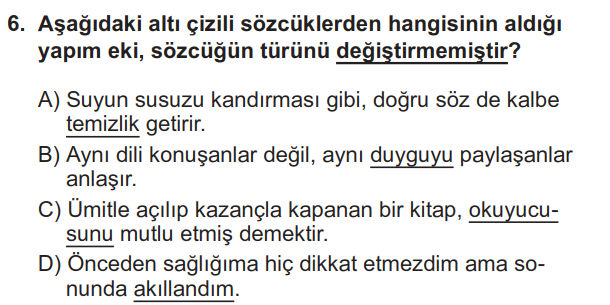 6. Aşağıdaki altı çizili sözcüklerden hangisinin aldığı
yapım eki, sözcüğün türünü değiştirmemiştir?
A) Suyun susuzu kandırması gibi, doğru söz de kalbe
temizlik getirir.
B) Aynı dili konuşanlar değil, aynı duyguyu paylaşanlar
anlaşır.
C) Ümitle açılıp kazançla kapanan bir kitap, okuyucu-
sunu mutlu etmiş demektir.
D) Önceden sağlığıma hiç dikkat etmezdim ama so-
nunda akıllandım.